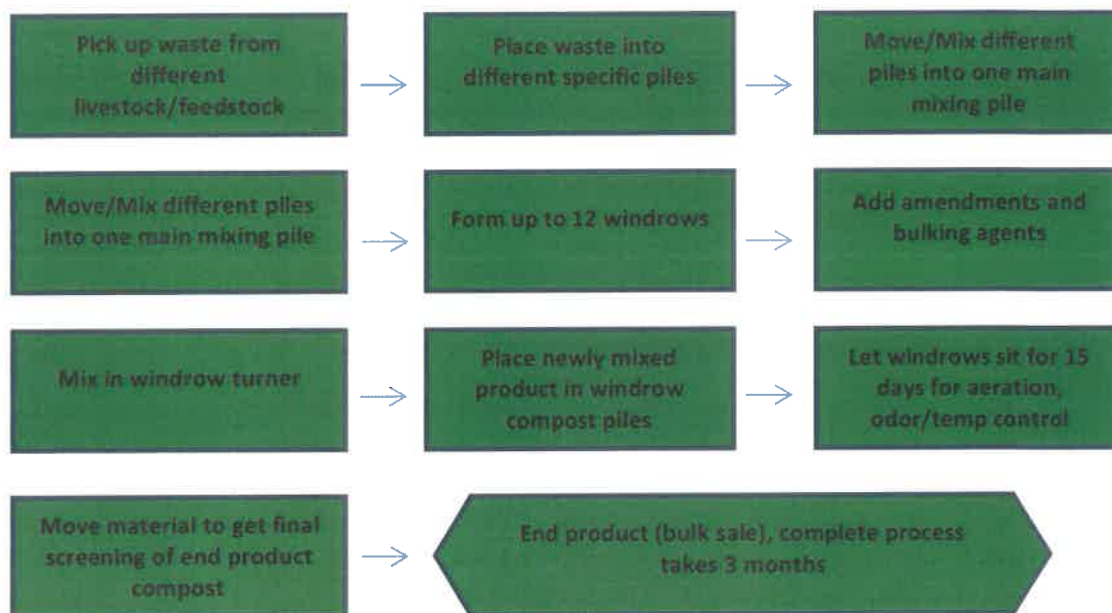 Pick up waste from
different
livestock/feedstock
Place waste into
different specific piles
Move/Mix different
piles into one main
mixing pile
Move/Mix different piles
into one main mixing pile
Form up to 12 windrows
Add amendments and
bulking agents
Mix in windrow turner
Place newly mixed
product in windrow
compost piles
Let windrows sit for 15
days for aeration,
odor/temp control
Move material to get final
screening of end product
compost
End product (bulk sale), complete process
takes 3 months